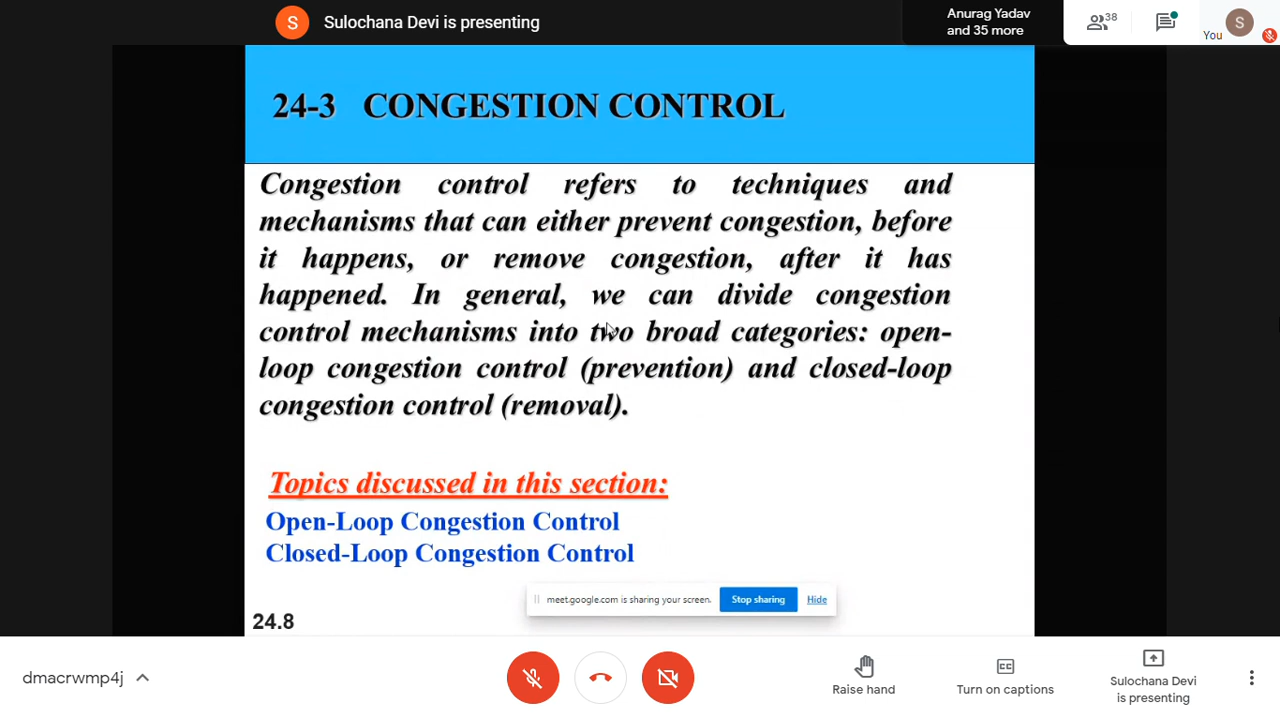 S Sulochana Devi is presenting
Anurag Yadav
and 35 more
38
S
You
24-3 CONGESTION CONTROL
Congestion control refers to techniques and
mechanisms that can either prevent congestion, before
it happens, or remove congestion, after it has
happened. In general, we can divide congestion
control mechanisms into two broad categories: open-
loop congestion control (prevention) and closed-loop
congestion control (removal).
Topics discussed in this section:
Open-Loop Congestion Control
Closed-Loop Congestion Control
meet.google.com is sharing your screen. Stop sharing Hide
24.8
dmacrwmp4j
Raise hand
CC
Turn on captions
Sulochana Devi
is presenting